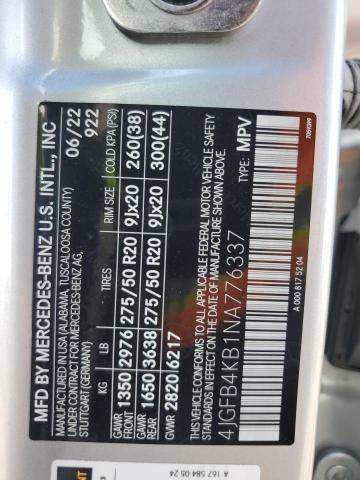 MFD BY MERCEDES-BENZ U.S. INTL., INC
IN USA (ALABAMA, TUSCALOOSA COUNTY) 06/22
FOR MERCEDES-BENZ AG, 922
STUTTGART (GERMANY)
KG LB TIRES RIM SIZE COLD KPA (PSI)
GAWR FRONT 1350 2976 275/50 R20 9Jx20 260(38)
GAWR REAR 1650 3638 275/50 R20 9Jx20 300(44)
GVWR 2820 6217
THIS VEHICLE CONFORMS TO ALL APPLICABLE FEDERAL MOTOR VEHICLE SAFETY
STANDARDS IN EFFECT ON THE DATE OF MANUFACTURE SHOWN ABOVE.
4JGFB4KB1NA776337 TYPE: MPV
A 000 817 52 04
7059399
A 167 584 05 24